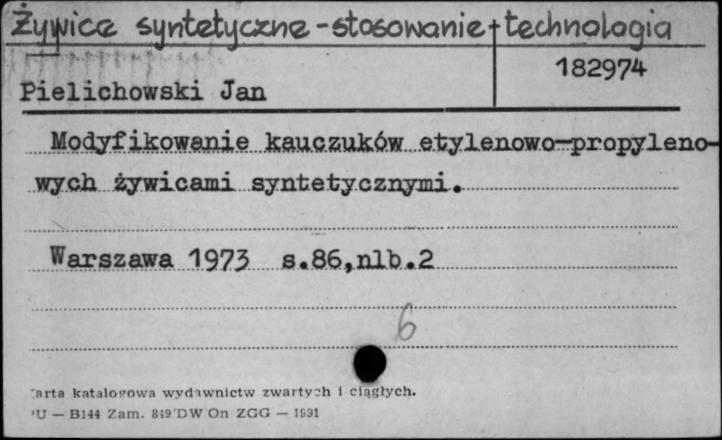 Żywice syntetyczne - stosowanie + technologia
182974
Pielichowski Jan
Modyfikowanie kauczuków etylenowo-propyleno-
wych żywicami syntetycznymi.
Warszawa 1973 s.86,nlb.2
6
arta katalogowa wydawnictw zwartych i ciągłych.
U — B144 Zam. 849 DW On ZGG — 1991